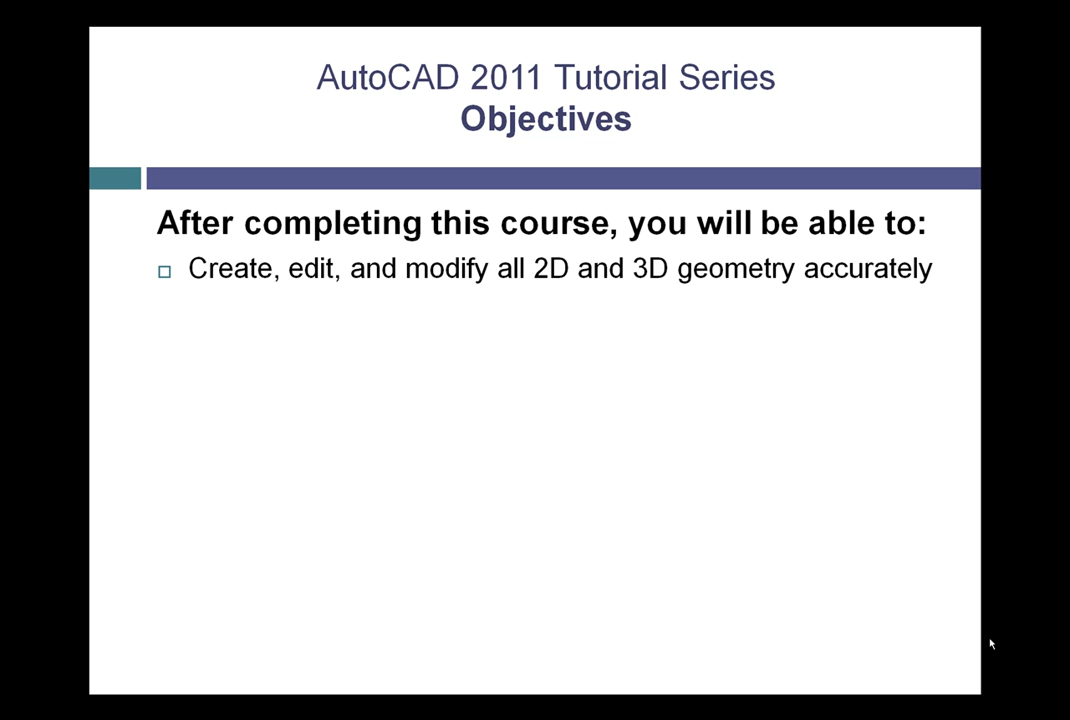 AutoCAD 2011 Tutorial Series
Objectives
After completing this course, you will be able to:
Create, edit, and modify all 2D and 3D geometry accurately